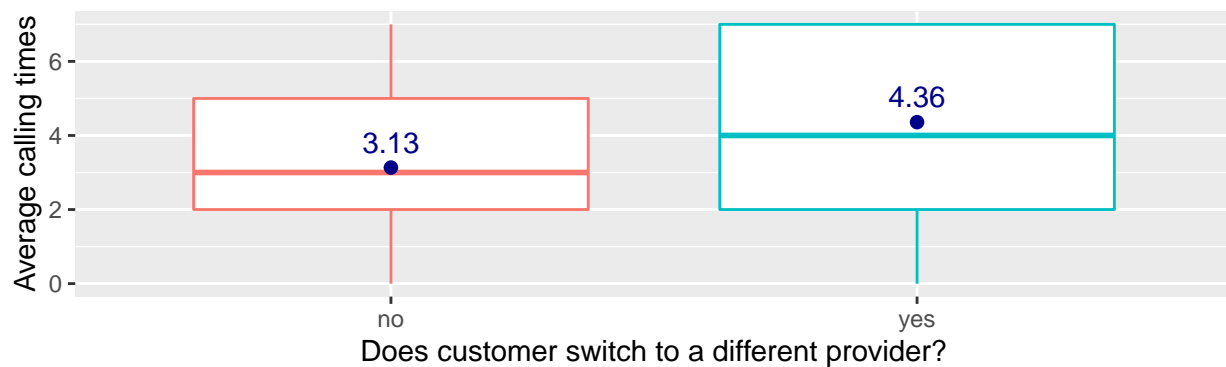 Average calling times
6
4
2
0
3.13
4.36
no
yes
Does customer switch to a different provider?